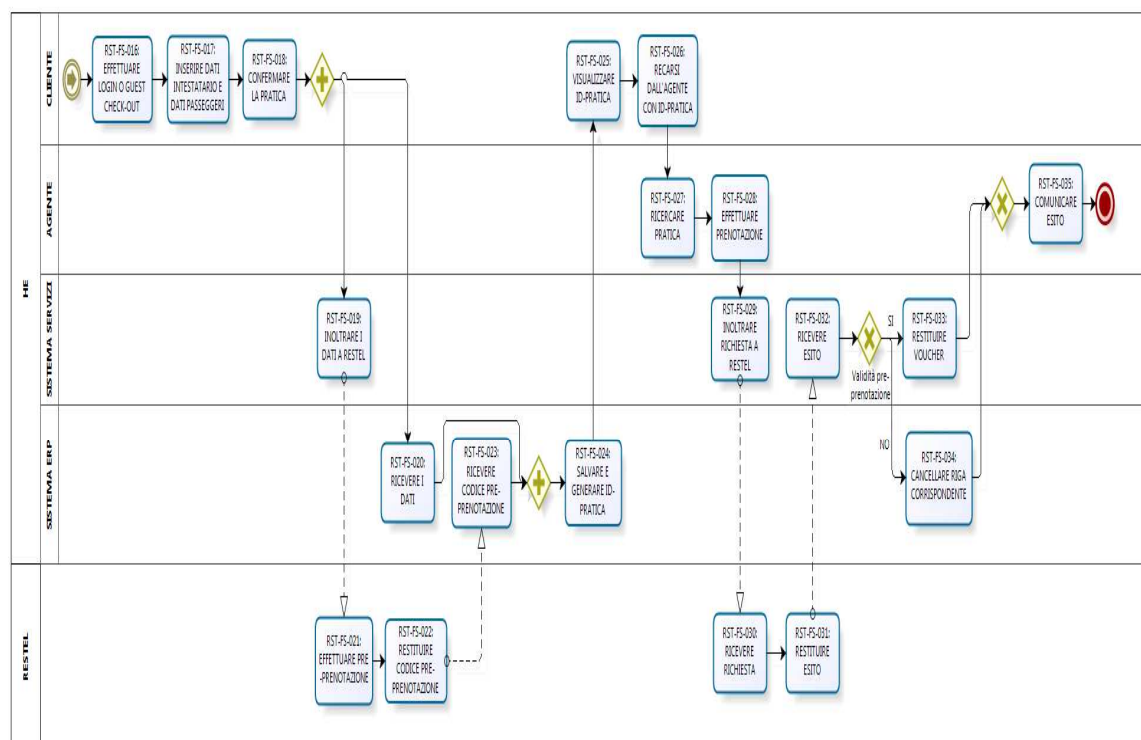 HE
CLIENTE
RST-FS-016:
EFFETTUARE
LOGIN O GUEST
CHECK-OUT
RST-FS-017:
INSERIRE DATI
INTESTATARIO E
DATI PASSEGGERI
RST-FS-018:
CONFERMARE
LA PRATICA
RST-FS-025:
VISUALIZZARE
ID-PRATICA
RST-FS-026:
RECARSI
DALL'AGENTE
CON ID-PRATICA
AGENTE
RST-FS-027:
RICERCARE
PRATICA
RST-FS-028:
EFFETTUARE
PRENOTAZIONE
RST-FS-035:
COMUNICARE
ESITO
SISTEMA SERVIZI
RST-FS-019:
INOLTRARE I
DATI A RESTEL
RST-FS-029:
INOLTRARE
RICHIESTA A
RESTEL
RST-FS-032:
RICEVERE
ESITO
Validità pre-
prenotazione
SI
RST-FS-033:
RESTITUIRE
VOUCHER
SISTEMA ERP
RST-FS-020:
RICEVERE I
DATI
RST-FS-023:
RICEVERE
CODICE PRE-
PRENOTAZIONE
RST-FS-024:
SALVARE E
GENERARE ID-
PRATICA
NO
RST-FS-034:
CANCELLARE RIGA
CORRISPONDENTE
RESTEL
RST-FS-021:
EFFETTUARE PRE
-PRENOTAZIONE
RST-FS-022:
RESTITUIRE
CODICE PRE-
PRENOTAZIONE
RST-FS-030:
RICEVERE
RICHIESTA
RST-FS-031:
RESTITUIRE
ESITO